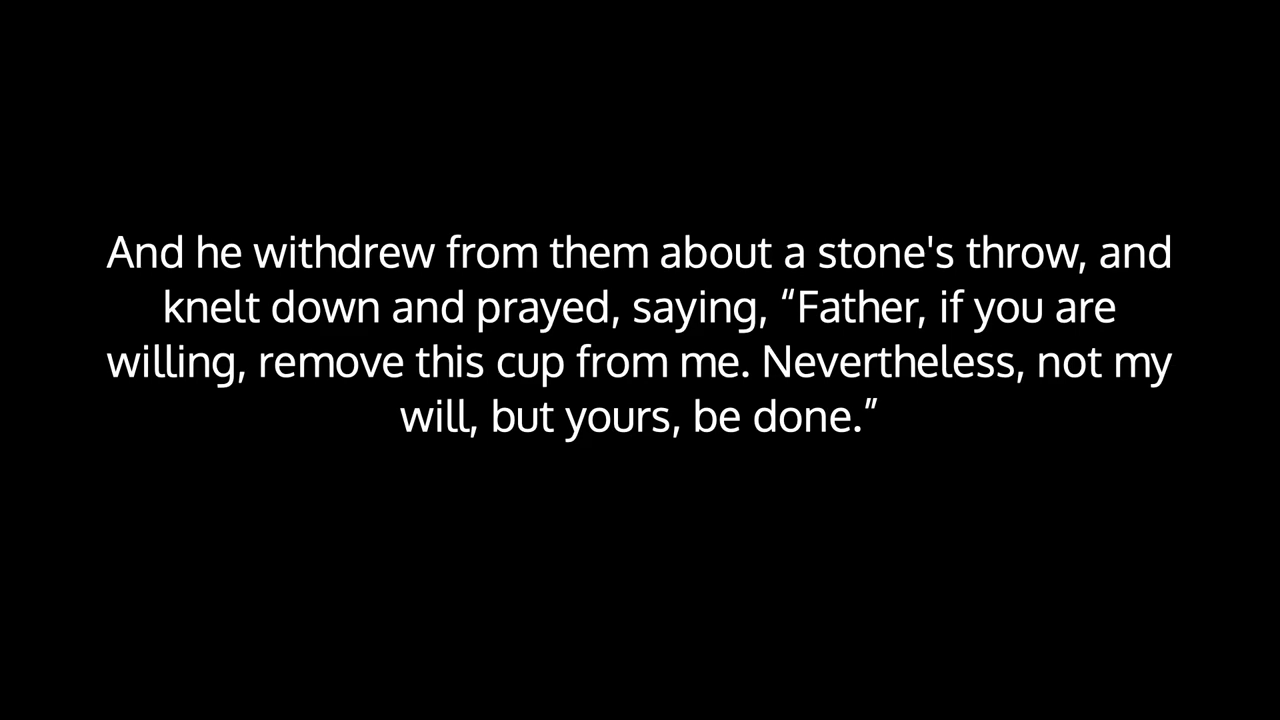 And he withdrew from them about a stone's throw, and
knelt down and prayed, saying, “Father, if you are
willing, remove this cup from me. Nevertheless, not my
will, but yours, be done.”